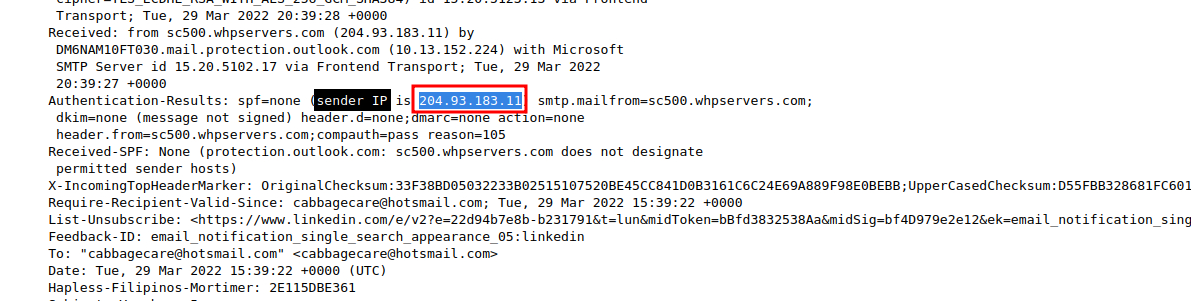 Transport; Tue, 29 Mar 2022 20:39:28 +0000
Received: from sc500.whpservers.com (204.93.183.11) by
DM6NAM10FT030.mail.protection.outlook.com (10.13.152.224) with Microsoft
SMTP Server id 15.20.5102.17 via Frontend Transport; Tue, 29 Mar 2022
20:39:27 +0000
Authentication-Results: spf=none (sender IP is 204.93.183.11) smtp.mailfrom=sc500.whpservers.com;
dkim=none (message not signed) header.d=none;dmarc=none action=none
header.from=sc500.whpservers.com;compauth=pass reason=105
Received-SPF: None (protection.outlook.com: sc500.whpservers.com does not designate
permitted sender hosts)
X-IncomingTopHeaderMarker: OriginalChecksum:33F38BD05032233B02515107520BE45CC841D0B3161C6C24E69A889F98E0BEBB;UpperCasedChecksum:D55FBB328681FC601
Require-Recipient-Valid-Since: cabbagecare@hotsmail.com; Tue, 29 Mar 2022 15:39:22 +0000
List-Unsubscribe: <https://www.linkedin.com/e/v2?e=22d94b7e8b-b231791&t=lun&midToken=bBfd3832538Aa&midSig=bf4D979e2e12&ek=email_notification_sing
Feedback-ID: email_notification_single_search_appearance_05:linkedin
To: "cabbagecare@hotsmail.com" <cabbagecare@hotsmail.com>
Date: Tue, 29 Mar 2022 15:39:22 +0000 (UTC)
Hapless-Filipinos-Mortimer: 2E115DBE361